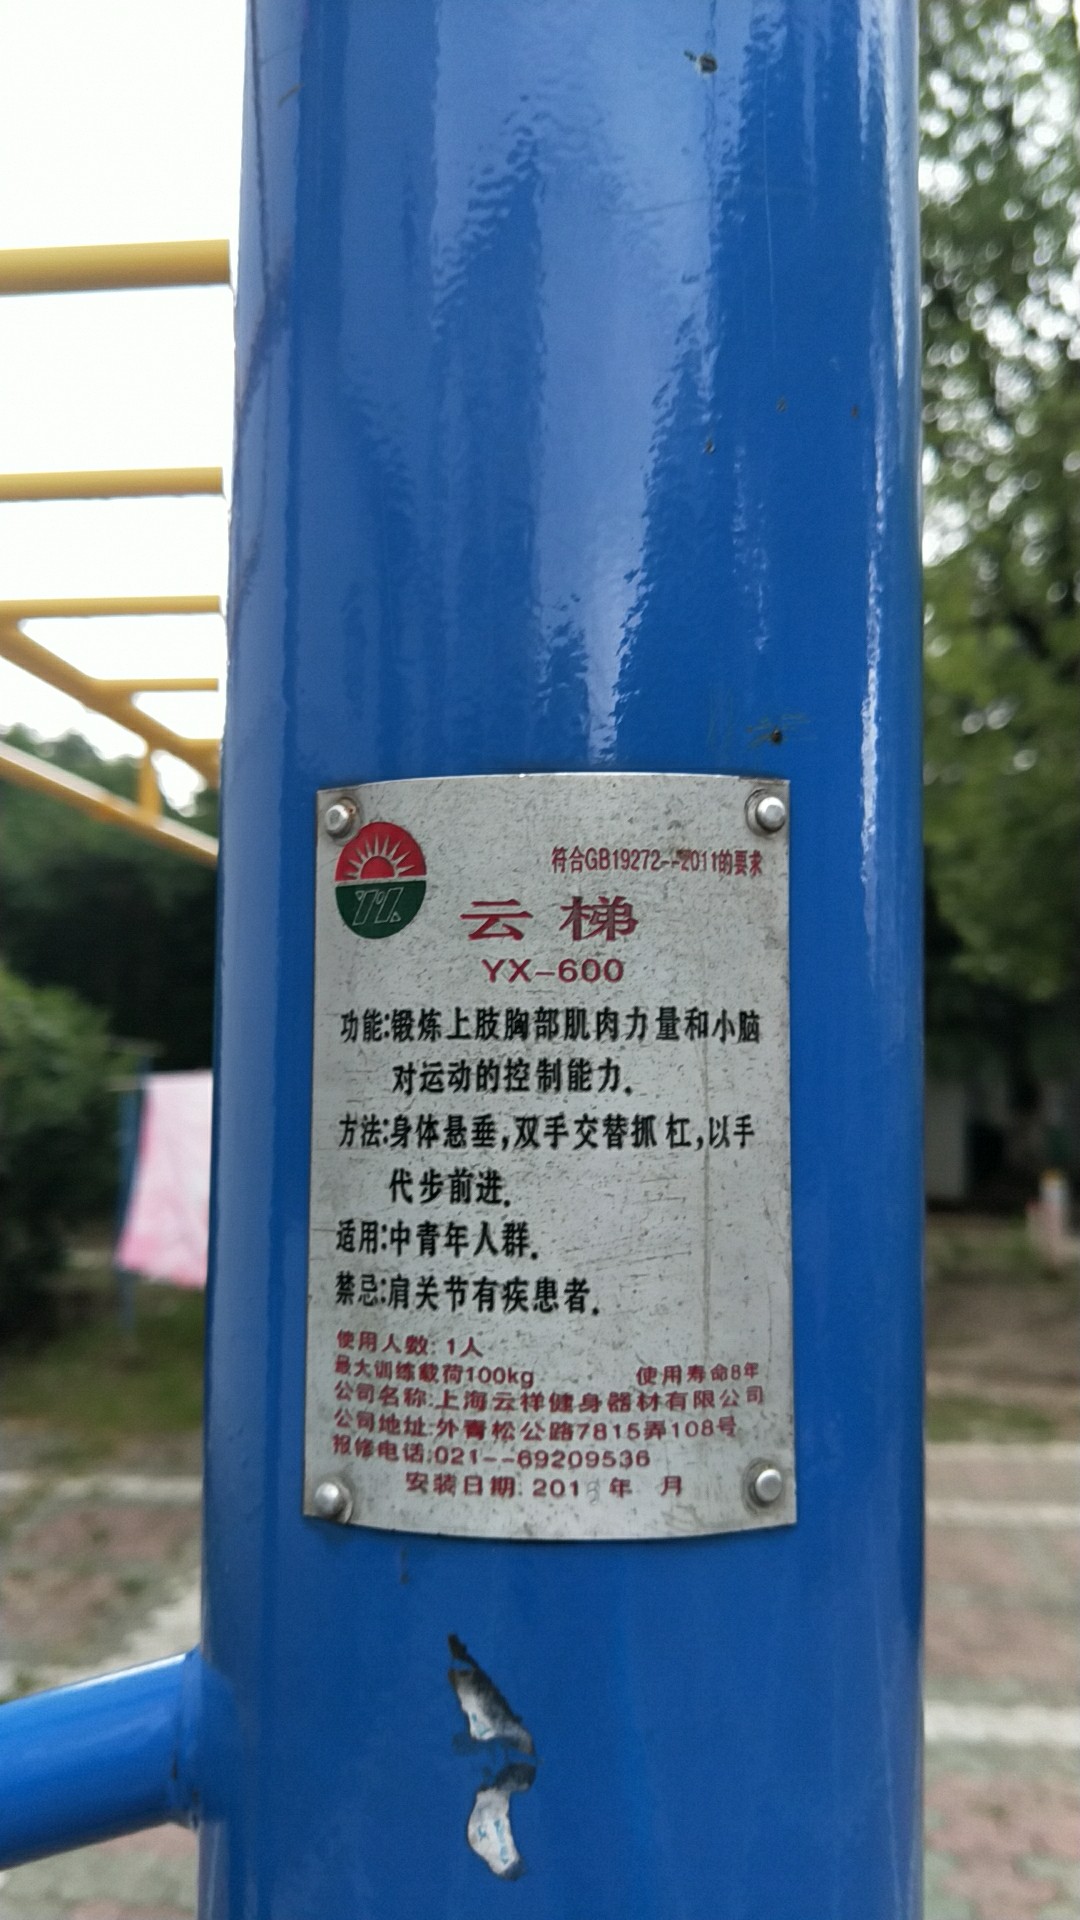 符合GB19272--2011的要求
云梯
YX-600
功能:锻炼上肢胸部肌肉力量和小脑
对运动的控制能力.
方法:身体悬垂,双手交替抓杠,以手
代步前进.
适用:中青年人群.
禁忌:肩关节有疾患者.
使用人数: 1人
最大训练载荷100kg 使用寿命8年
公司名称:上海云祥健身器材有限公司
公司地址:外青松公路7815弄108号
报修电话:021--69209536
安装日期: 201 年 月